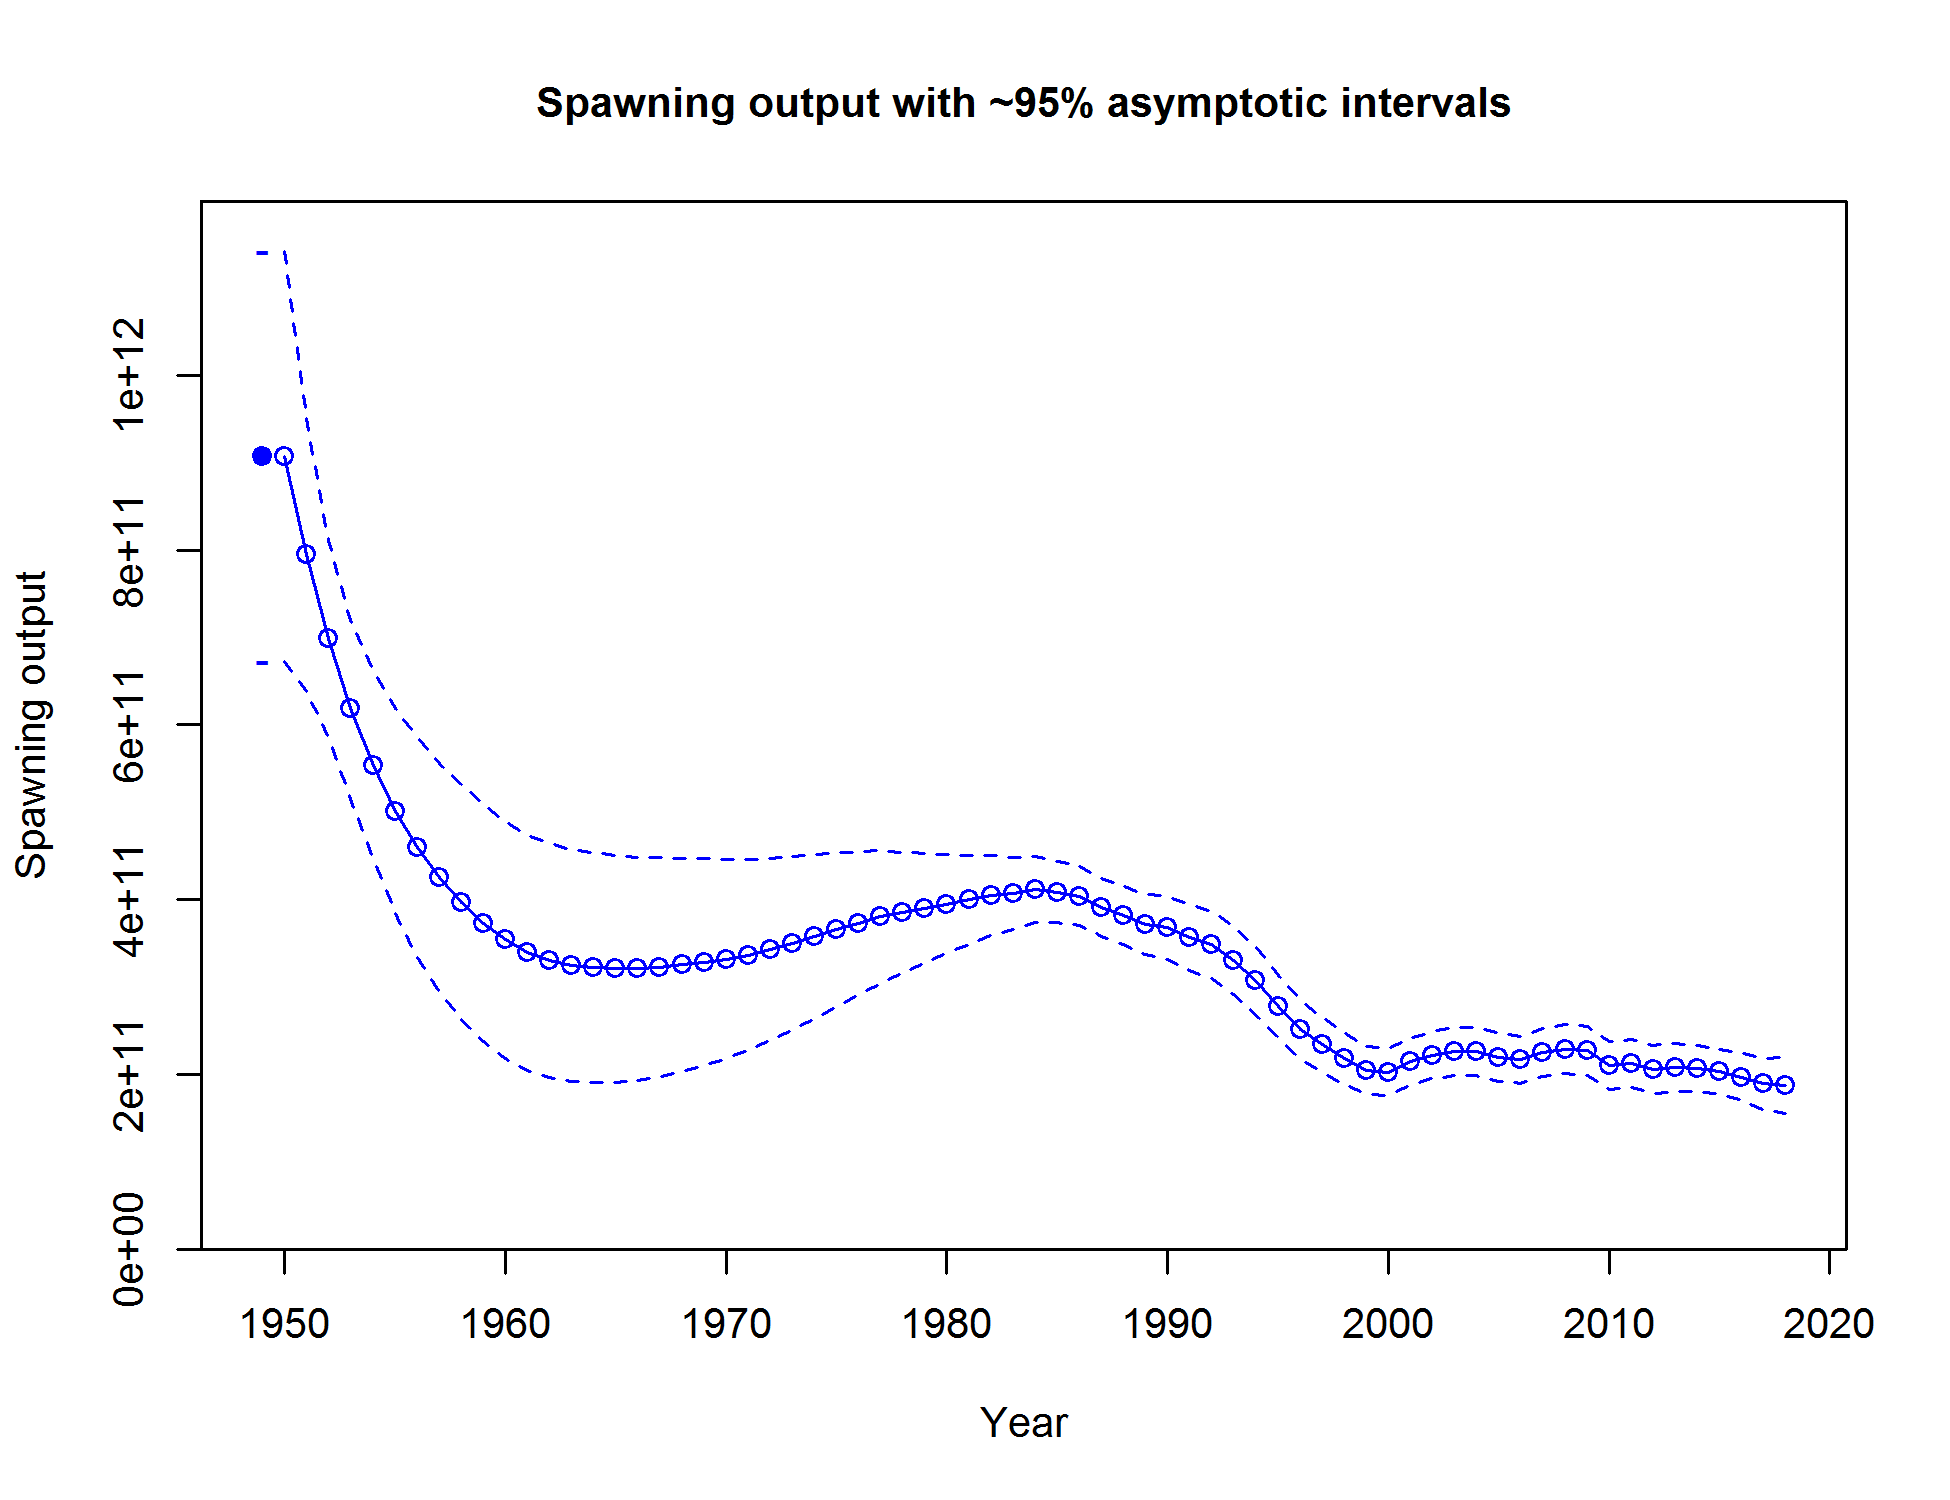 Spawning output with ~95% asymptotic intervals
Spawning output
0e+00
2e+11
4e+11
6e+11
8e+11
1e+12
1950
1960
1970
1980
1990
2000
2010
2020
Year